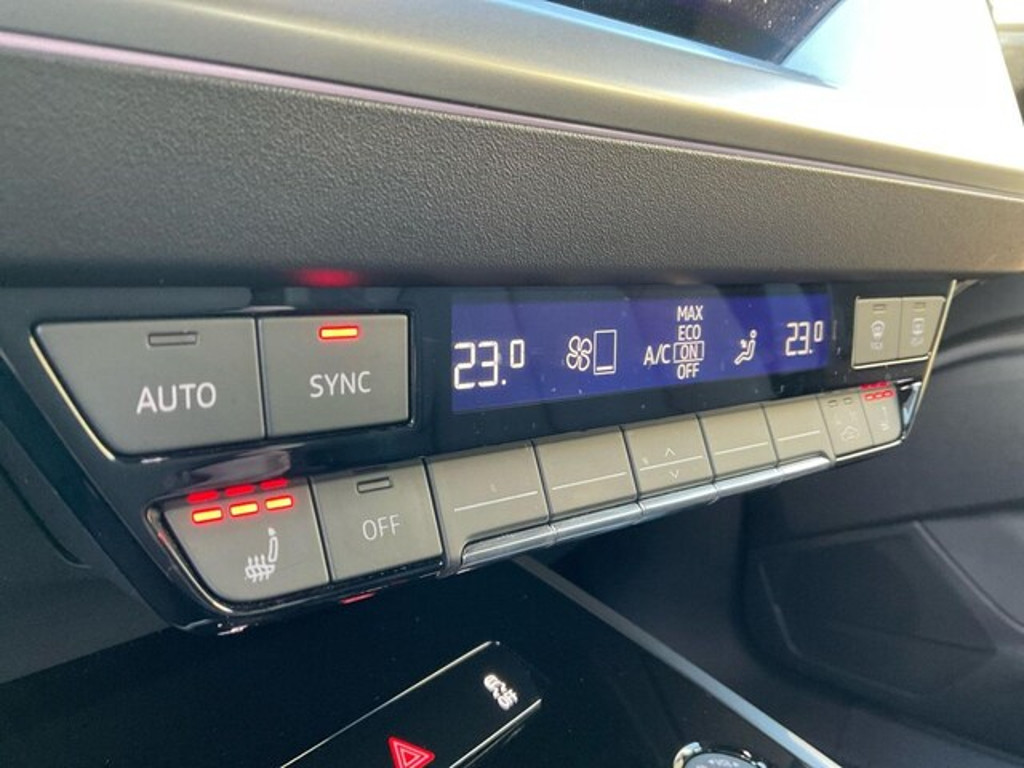 AUTO
SYNC
23.0
A/C
MAX
ECO
ON
OFF
23.0
OFF